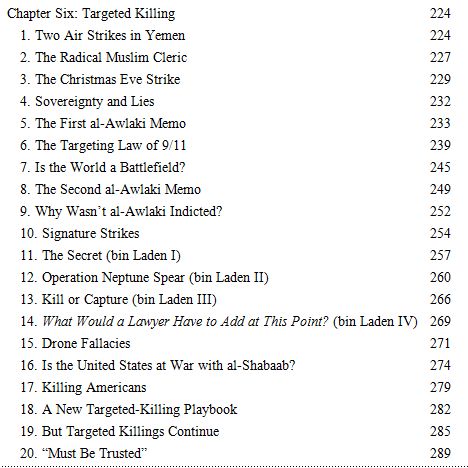 Chapter Six: Targeted Killing 224
1. Two Air Strikes in Yemen 224
2. The Radical Muslim Cleric 227
3. The Christmas Eve Strike 229
4. Sovereignty and Lies 232
5. The First al-Awlaki Memo 233
6. The Targeting Law of 9/11 239
7. Is the World a Battlefield? 245
8. The Second al-Awlaki Memo 249
9. Why Wasn’t al-Awlaki Indicted? 252
10. Signature Strikes 254
11. The Secret (bin Laden I) 257
12. Operation Neptune Spear (bin Laden II) 260
13. Kill or Capture (bin Laden III) 266
14. What Would a Lawyer Have to Add at This Point? (bin Laden IV) 269
15. Drone Fallacies 271
16. Is the United States at War with al-Shabaab? 274
17. Killing Americans 279
18. A New Targeted-Killing Playbook 282
19. But Targeted Killings Continue 285
20. “Must Be Trusted” 289